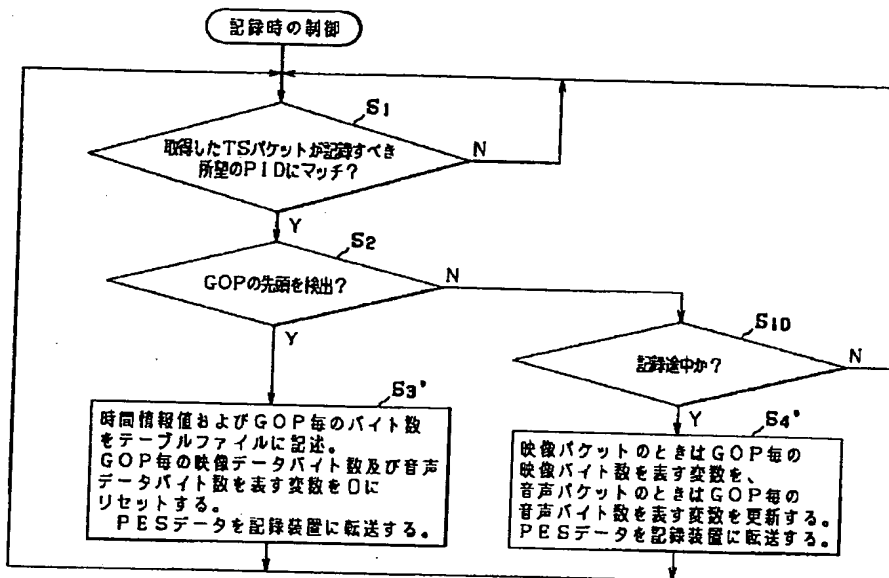 記録時の制御
S1
取得したTSパケットが記録すべき
所望のPIDにマッチ?
N
Y
S2
GOPの先頭を検出?
N
Y
S10
記録途中か?
N
Y
S3'
時間情報値およびGOP毎のバイト数
をテーブルファイルに記述。
GOP毎の映像データバイト数及び音声
データバイト数を表す変数を0に
リセットする。
PESデータを記録装置に転送する。
S4'
映像パケットのときはGOP毎の
映像バイト数を表す変数を、
音声パケットのときはGOP毎の
音声バイト数を表す変数を更新する。
PESデータを記録装置に転送する。